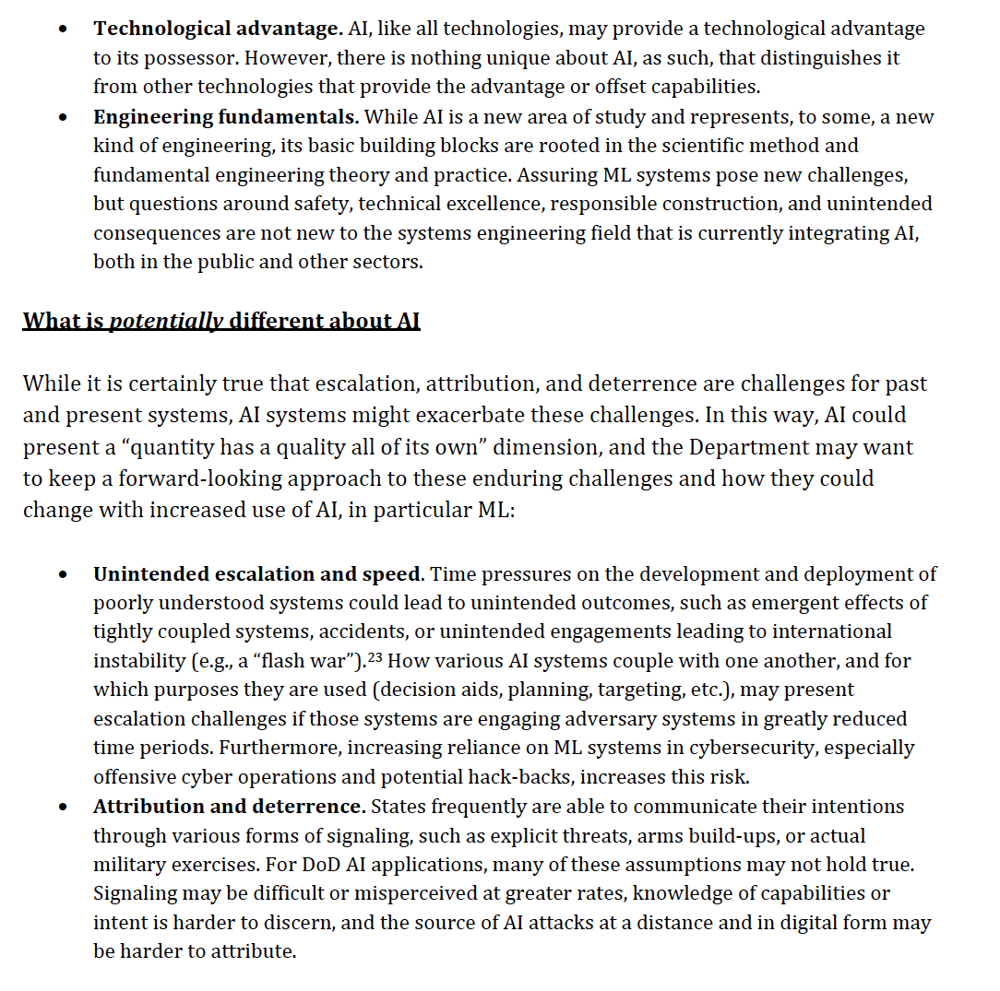 • Technological advantage. AI, like all technologies, may provide a technological advantage
to its possessor. However, there is nothing unique about AI, as such, that distinguishes it
from other technologies that provide the advantage or offset capabilities.
• Engineering fundamentals. While AI is a new area of study and represents, to some, a new
kind of engineering, its basic building blocks are rooted in the scientific method and
fundamental engineering theory and practice. Assuring ML systems pose new challenges,
but questions around safety, technical excellence, responsible construction, and unintended
consequences are not new to the systems engineering field that is currently integrating AI,
both in the public and other sectors.
What is potentially different about AI
While it is certainly true that escalation, attribution, and deterrence are challenges for past
and present systems, AI systems might exacerbate these challenges. In this way, AI could
present a “quantity has a quality all of its own” dimension, and the Department may want
to keep a forward-looking approach to these enduring challenges and how they could
change with increased use of AI, in particular ML:
• Unintended escalation and speed. Time pressures on the development and deployment of
poorly understood systems could lead to unintended outcomes, such as emergent effects of
tightly coupled systems, accidents, or unintended engagements leading to international
instability (e.g., a “flash war”).23 How various AI systems couple with one another, and for
which purposes they are used (decision aids, planning, targeting, etc.), may present
escalation challenges if those systems are engaging adversary systems in greatly reduced
time periods. Furthermore, increasing reliance on ML systems in cybersecurity, especially
offensive cyber operations and potential hack-backs, increases this risk.
• Attribution and deterrence. States frequently are able to communicate their intentions
through various forms of signaling, such as explicit threats, arms build-ups, or actual
military exercises. For DoD AI applications, many of these assumptions may not hold true.
Signaling may be difficult or misperceived at greater rates, knowledge of capabilities or
intent is harder to discern, and the source of AI attacks at a distance and in digital form may
be harder to attribute.